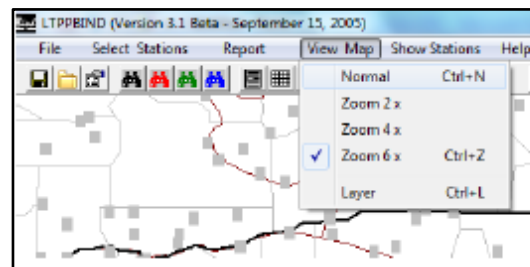 LTPPBIND (Version 3.1 Beta - September 15, 2005)
File Select Stations Report View Map Show Stations Help
Normal Ctrl+N
Zoom 2 x
Zoom 4 x
Zoom 6 x Ctrl+Z
Layer Ctrl+L